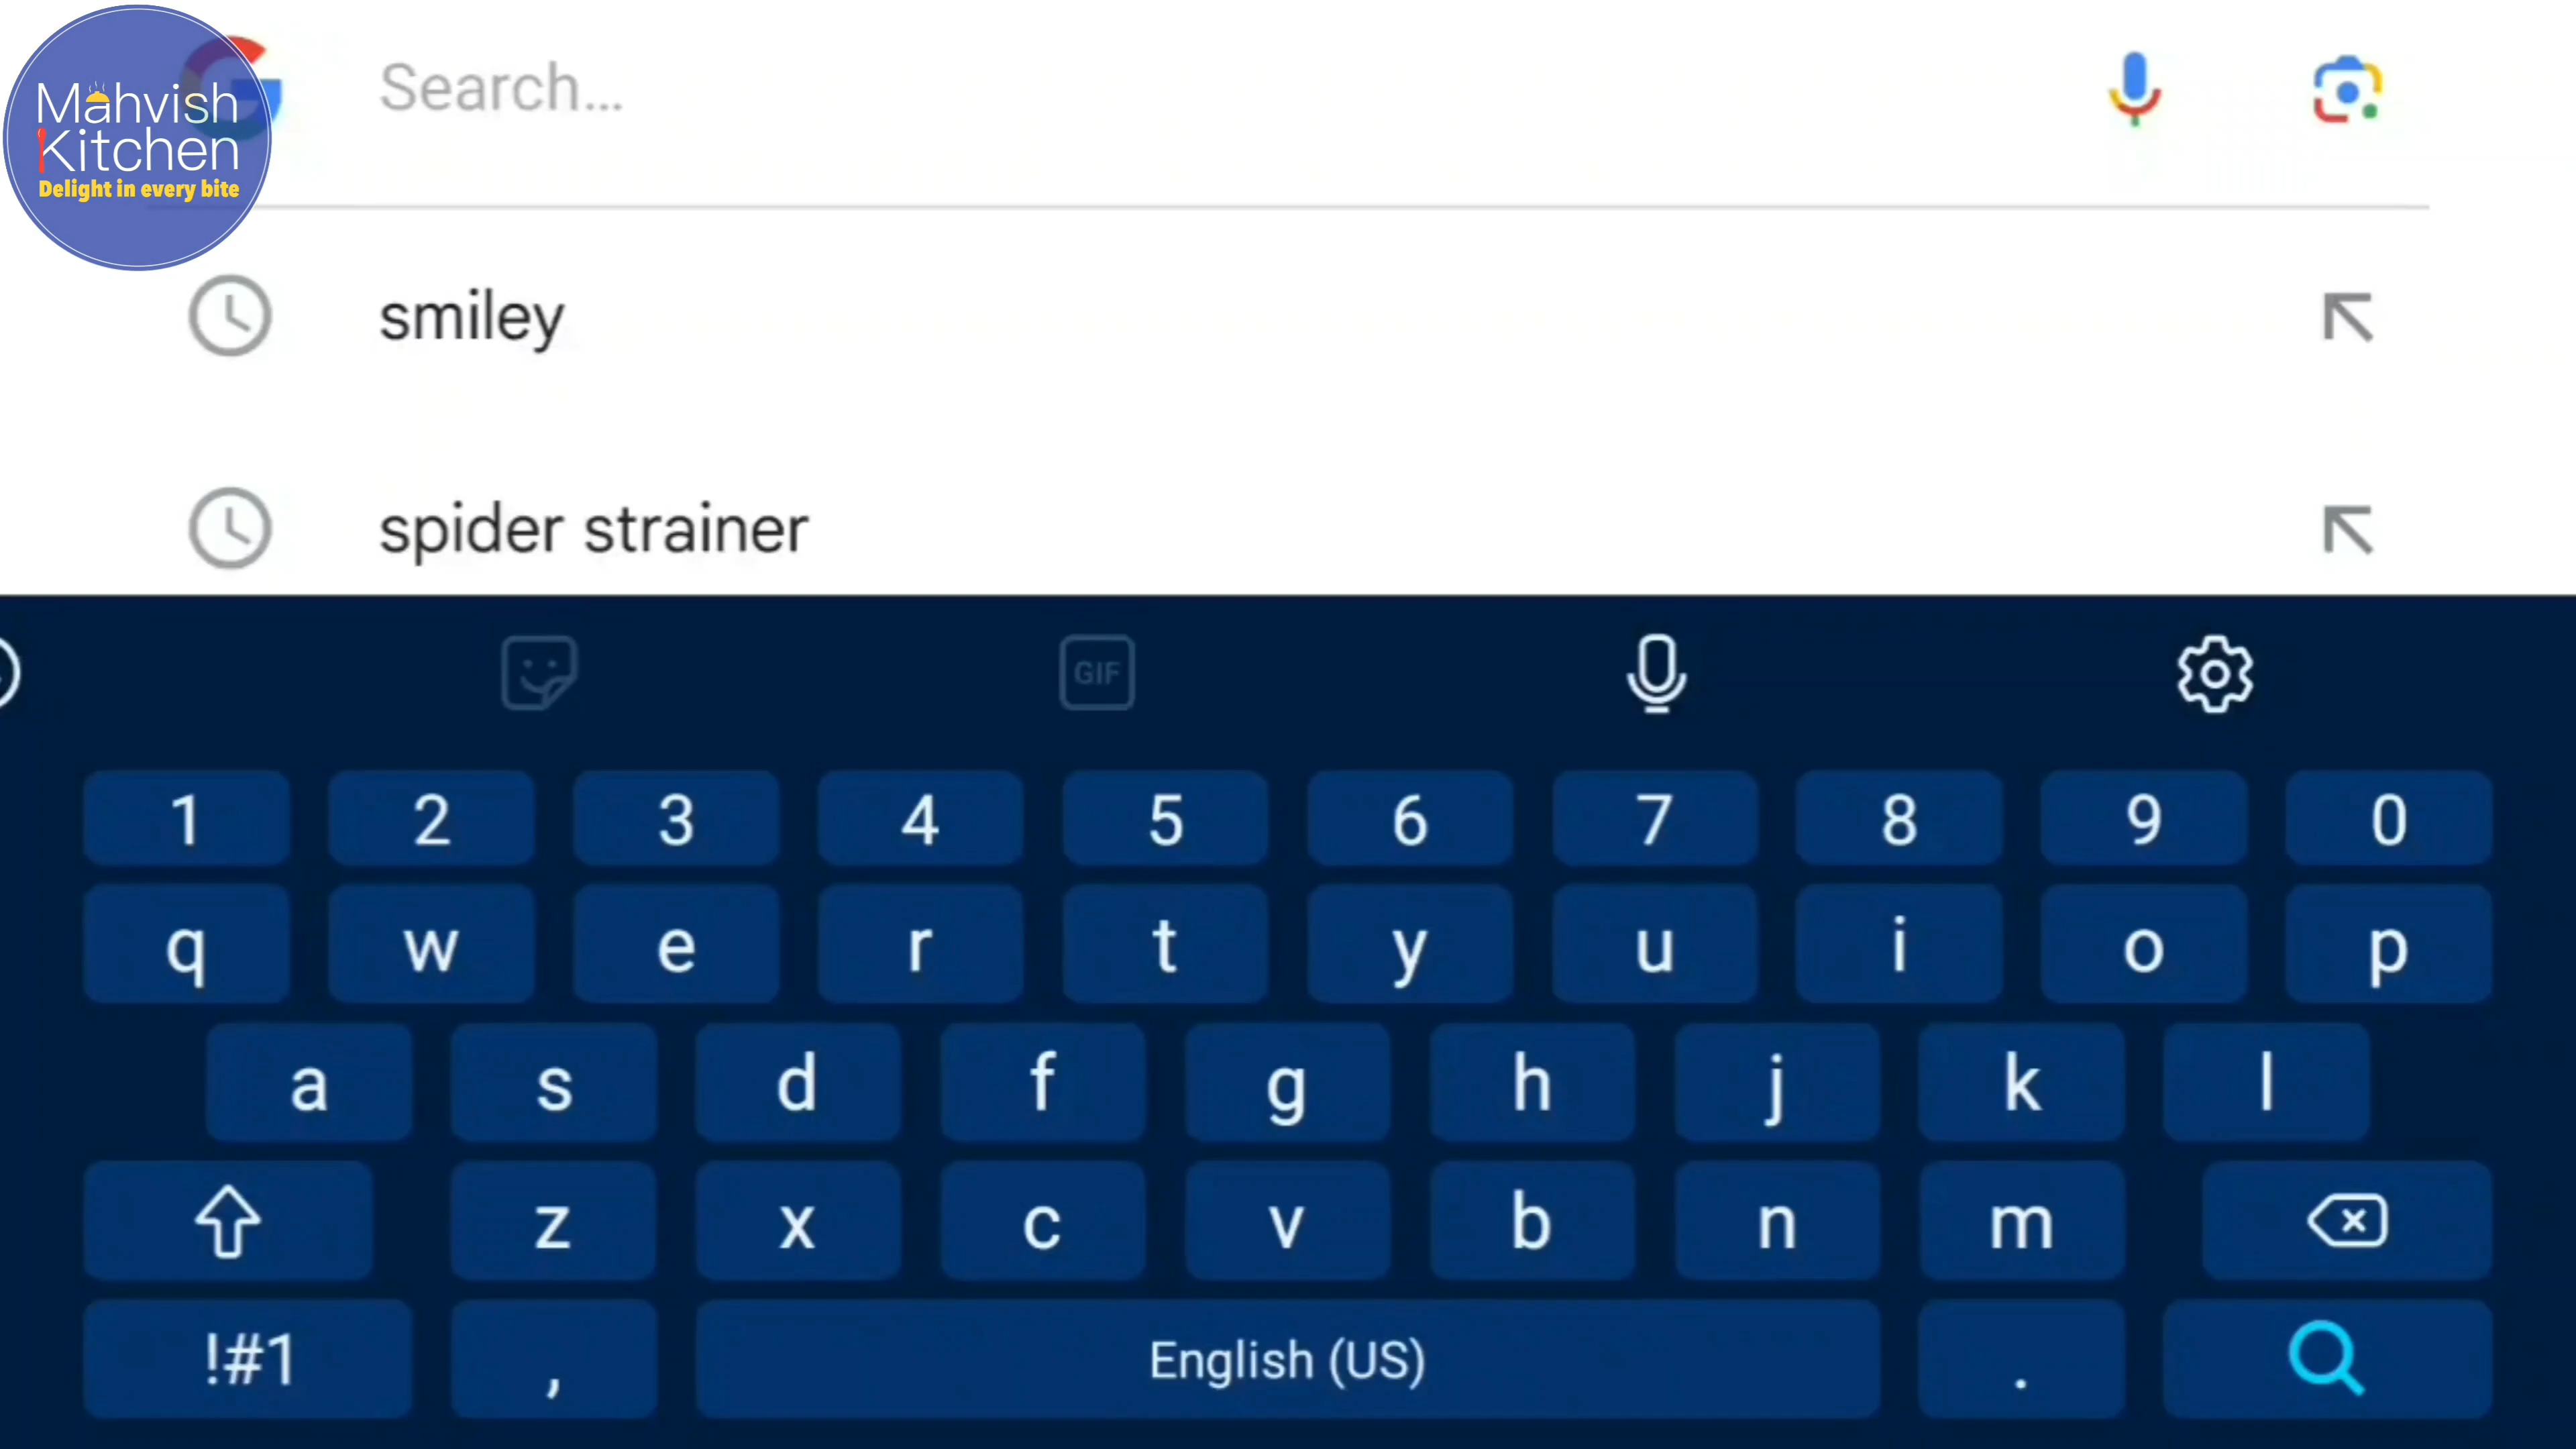 Mahvish
Kitchen
Delight in every bite
Search...
smiley
spider strainer
GIF
1 2 3 4 5 6 7 8 9 0
q w e r t y u i o p
a s d f g h j k l
z x c v b n m
!#1 , English (US) .